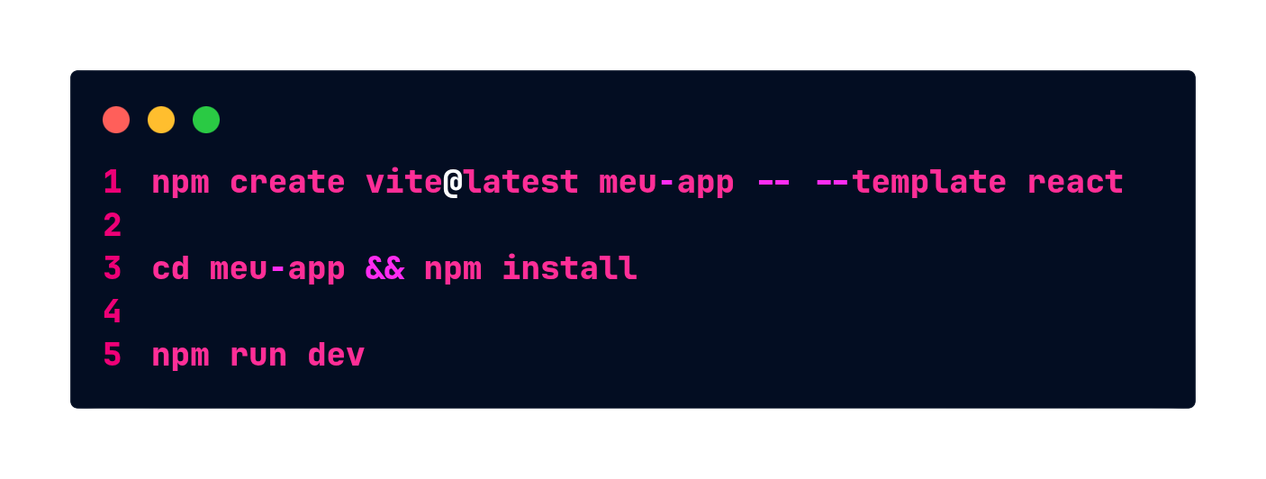 1 npm create vite@latest meu-app -- --template react
2
3 cd meu-app && npm install
4
5 npm run dev